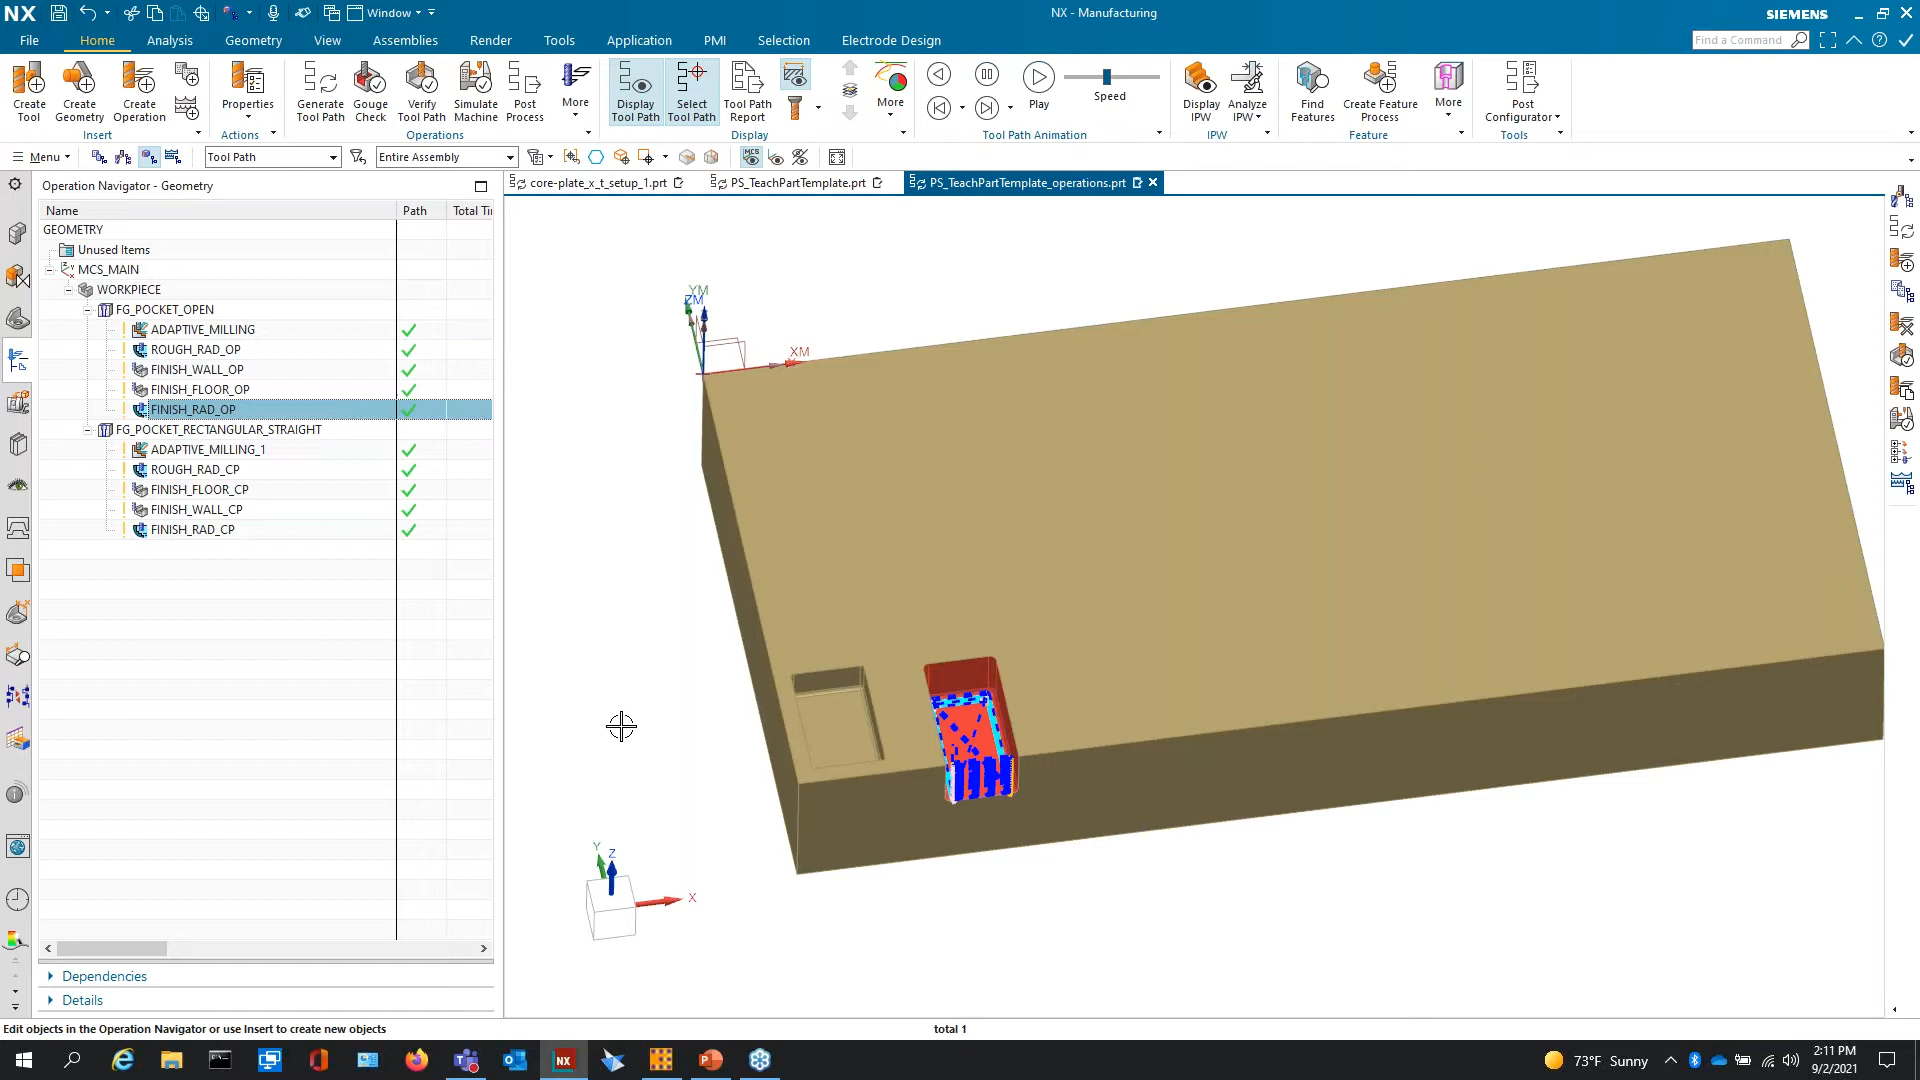 NX
Window
NX - Manufacturing
SIEMENS
File
Home
Analysis
Geometry
View
Assemblies
Render
Tools
Application
PMI
Selection
Electrode Design
Find a Command
Create Tool
Create Geometry
Create Operation
Properties
Generate Tool Path
Gouge Check
Verify Tool Path
Simulate Machine
Post Process
More
Display Tool Path
Select Tool Path
Tool Path Report
More
Play
Speed
Display IPW
Analyze IPW
Find Features
Create Feature Process
More
Post Configurator
Insert
Actions
Operations
Display
Tool Path Animation
IPW
Feature
Tools
Menu
Tool Path
Entire Assembly
MCS
Operation Navigator - Geometry
core-plate_x_t_setup_1.prt
PS_TeachPartTemplate.prt
PS_TeachPartTemplate_operations.prt
Name
Path
Total Ti
GEOMETRY
Unused Items
MCS_MAIN
WORKPIECE
FG_POCKET_OPEN
ADAPTIVE_MILLING
ROUGH_RAD_OP
FINISH_WALL_OP
FINISH_FLOOR_OP
FINISH_RAD_OP
FG_POCKET_RECTANGULAR_STRAIGHT
ADAPTIVE_MILLING_1
ROUGH_RAD_CP
FINISH_FLOOR_CP
FINISH_WALL_CP
FINISH_RAD_CP
YM
ZM
XM
Y
Z
X
Dependencies
Details
Edit objects in the Operation Navigator or use Insert to create new objects
total 1
NX
73°F Sunny
2:11 PM
9/2/2021